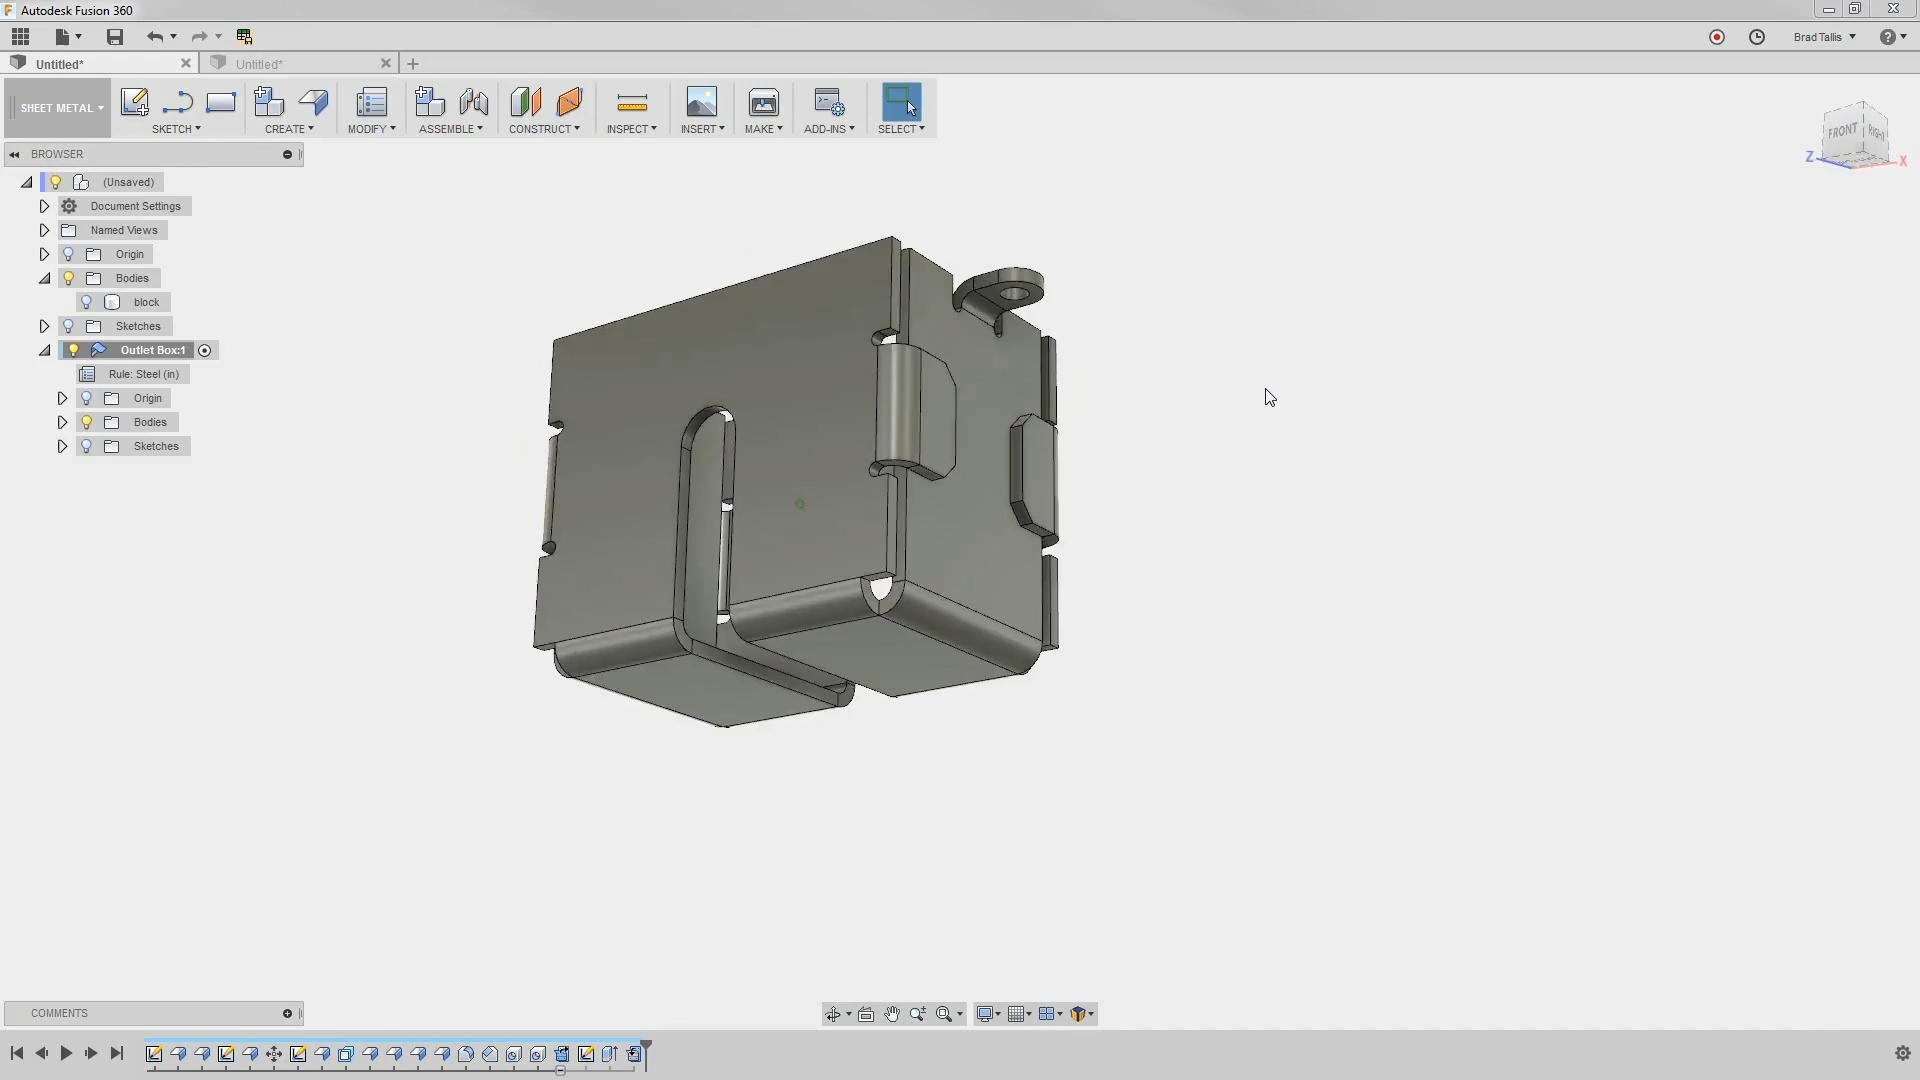 Autodesk Fusion 360
Brad Tallis
Untitled*
Untitled*
SHEET METAL
SKETCH
CREATE
MODIFY
ASSEMBLE
CONSTRUCT
INSPECT
INSERT
MAKE
ADD-INS
SELECT
FRONT
RIGHT
Z
X
BROWSER
(Unsaved)
Document Settings
Named Views
Origin
Bodies
block
Sketches
Outlet Box:1
Rule: Steel (in)
Origin
Bodies
Sketches
COMMENTS